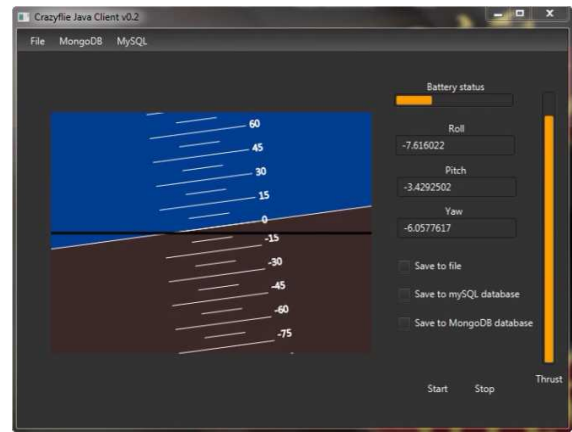 Crazyflie Java Client v0.2
File MongoDB MySQL
Battery status
Roll
-7.616022
Pitch
-3.4292502
Yaw
-6.0577617
Save to file
Save to mySQL database
Save to MongoDB database
Start Stop
Thrust
60
45
30
15
0
-15
-30
-45
-60
-75